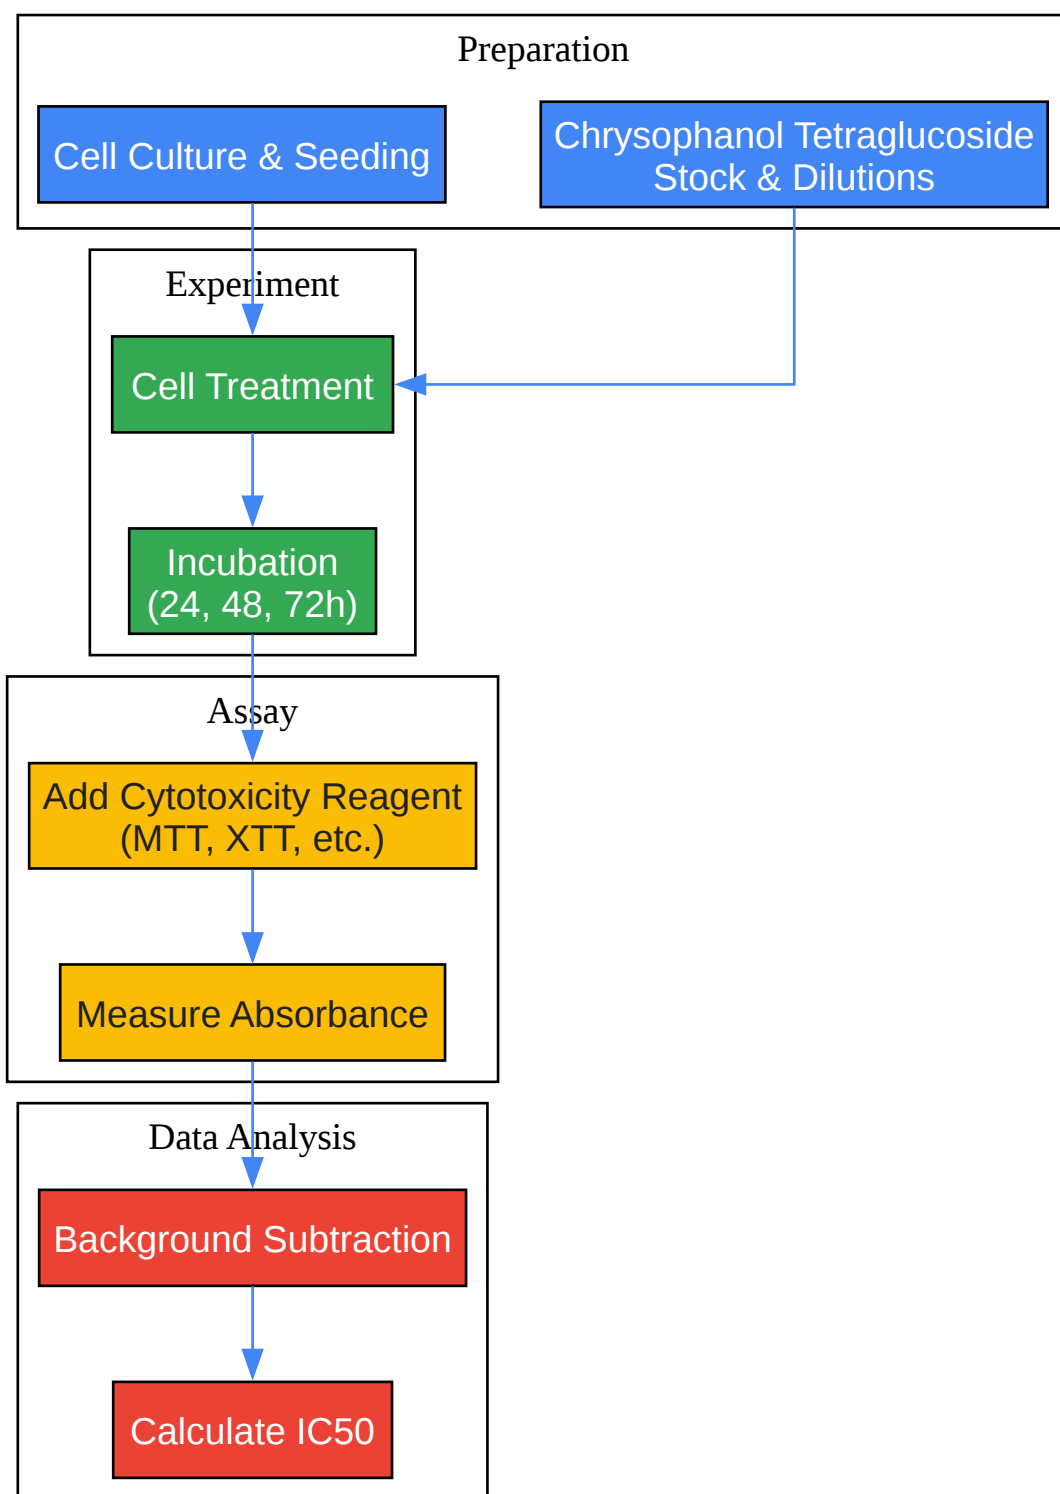 Preparation
Cell Culture & Seeding
Chrysophanol Tetraglucoside
Stock & Dilutions
Experiment
Cell Treatment
Incubation
(24, 48, 72h)
Assay
Add Cytotoxicity Reagent
(MTT, XTT, etc.)
Measure Absorbance
Data Analysis
Background Subtraction
Calculate IC50